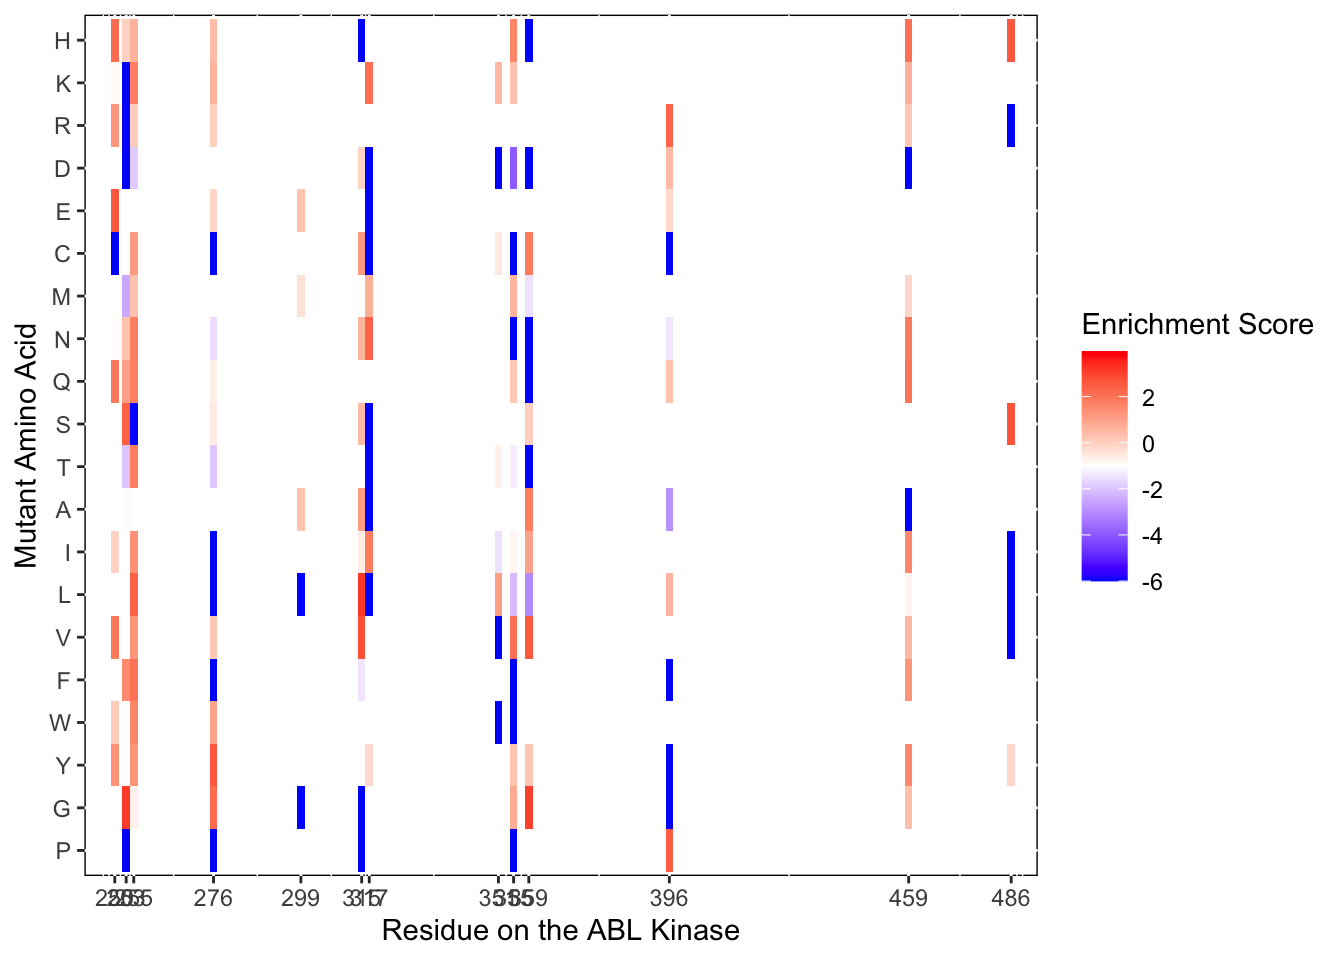 H
K
R
D
E
C
M
N
Q
S
T
A
I
L
V
F
W
Y
G
P
Mutant Amino Acid
276 299 317 359 396 459 486
Residue on the ABL Kinase
Enrichment Score
2
0
-2
-4
-6